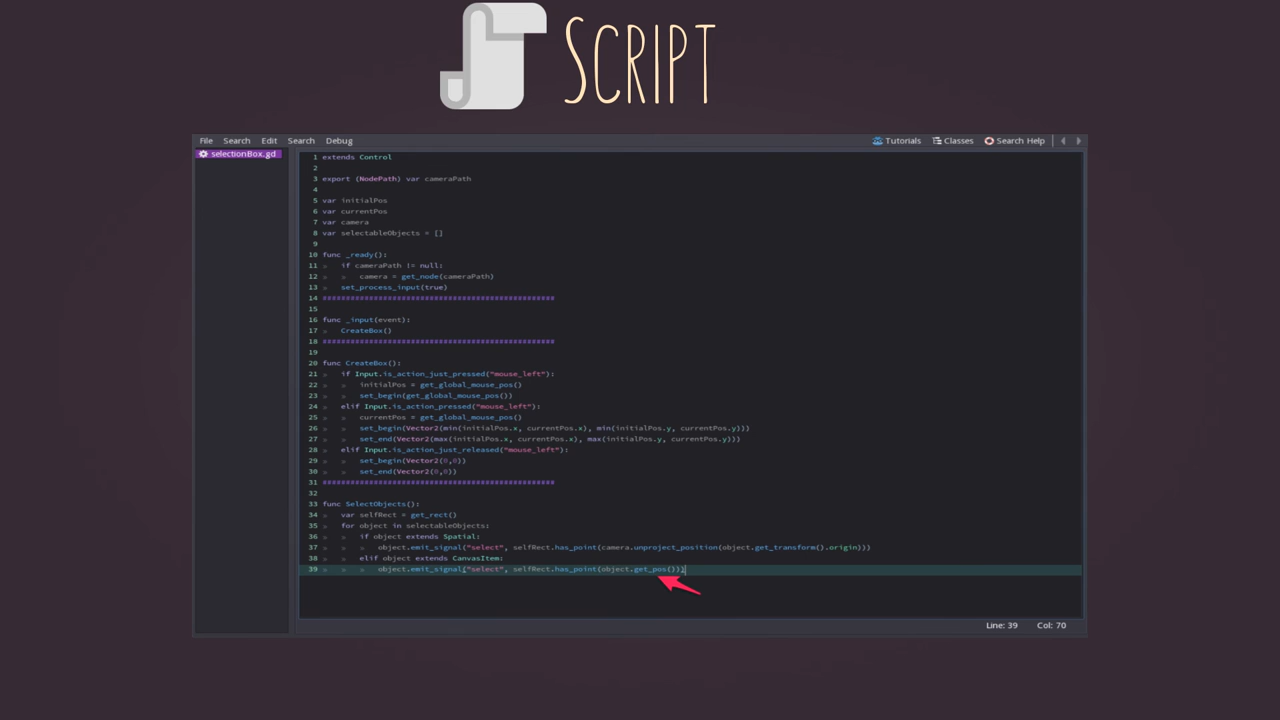 SCRIPT
File Search Edit Search Debug Tutorials Classes Search Help
selectionBox.gd
1 extends Control
2
3 export (NodePath) var cameraPath
4
5 var initialPos
6 var currentPos
7 var camera
8 var selectableObjects = []
9
10 func _ready():
11 » if cameraPath != null:
12 » » camera = get_node(cameraPath)
13 » set_process_input(true)
14 ##################################################
15
16 func _input(event):
17 » CreateBox()
18 ##################################################
19
20 func CreateBox():
21 » if Input.is_action_just_pressed("mouse_left"):
22 » » initialPos = get_global_mouse_pos()
23 » » set_begin(get_global_mouse_pos())
24 » elif Input.is_action_pressed("mouse_left"):
25 » » currentPos = get_global_mouse_pos()
26 » » set_begin(Vector2(min(initialPos.x, currentPos.x), min(initialPos.y, currentPos.y)))
27 » » set_end(Vector2(max(initialPos.x, currentPos.x), max(initialPos.y, currentPos.y)))
28 » elif Input.is_action_just_released("mouse_left"):
29 » » set_begin(Vector2(0,0))
30 » » set_end(Vector2(0,0))
31 ##################################################
32
33 func SelectObjects():
34 » var selfRect = get_rect()
35 » for object in selectableObjects:
36 » » if object extends Spatial:
37 » » » object.emit_signal("select", selfRect.has_point(camera.unproject_position(object.get_transform().origin)))
38 » » elif object extends CanvasItem:
39 » » » object.emit_signal("select", selfRect.has_point(object.get_pos()))
Line: 39 Col: 70